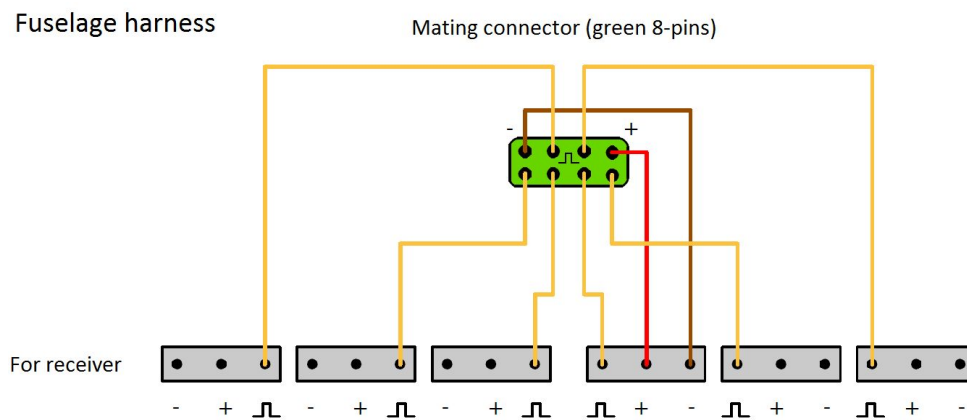 Fuselage harness
Mating connector (green 8-pins)
- +
For receiver
- + - + - + + - + - + -